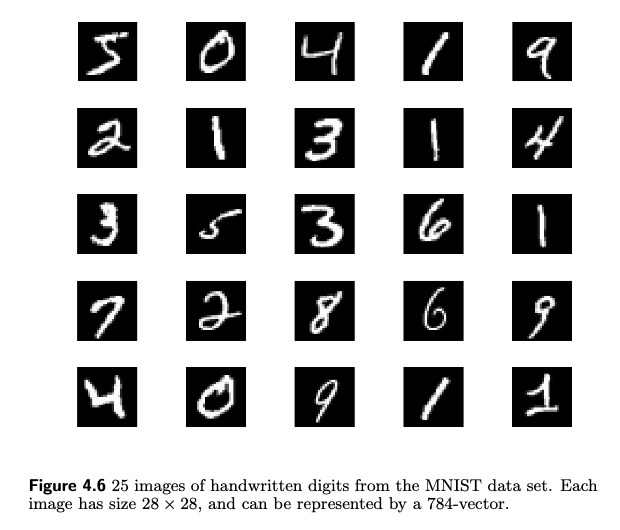 5 0 4 1 9
2 1 3 1 4
3 5 3 6 1
7 2 8 6 9
4 0 9 1 1
Figure 4.6 25 images of handwritten digits from the MNIST data set. Each
image has size 28 × 28, and can be represented by a 784-vector.